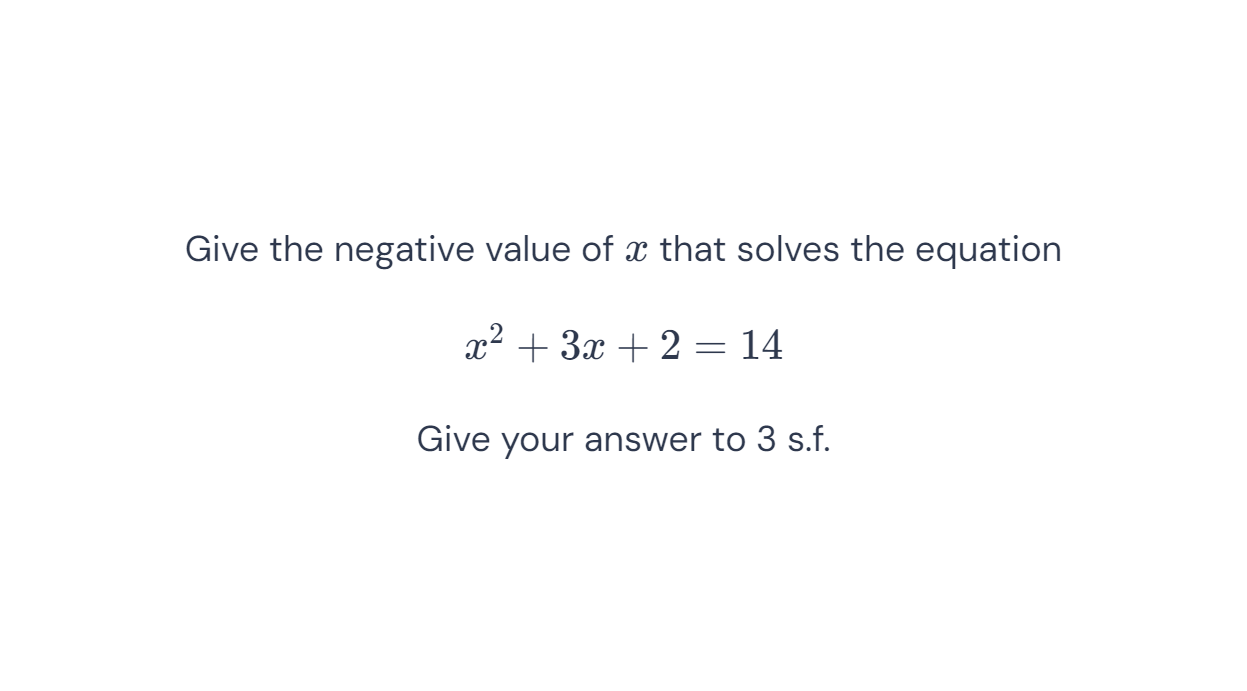 Give the negative value of x that solves the equation
x² + 3x + 2 = 14
Give your answer to 3 s.f.